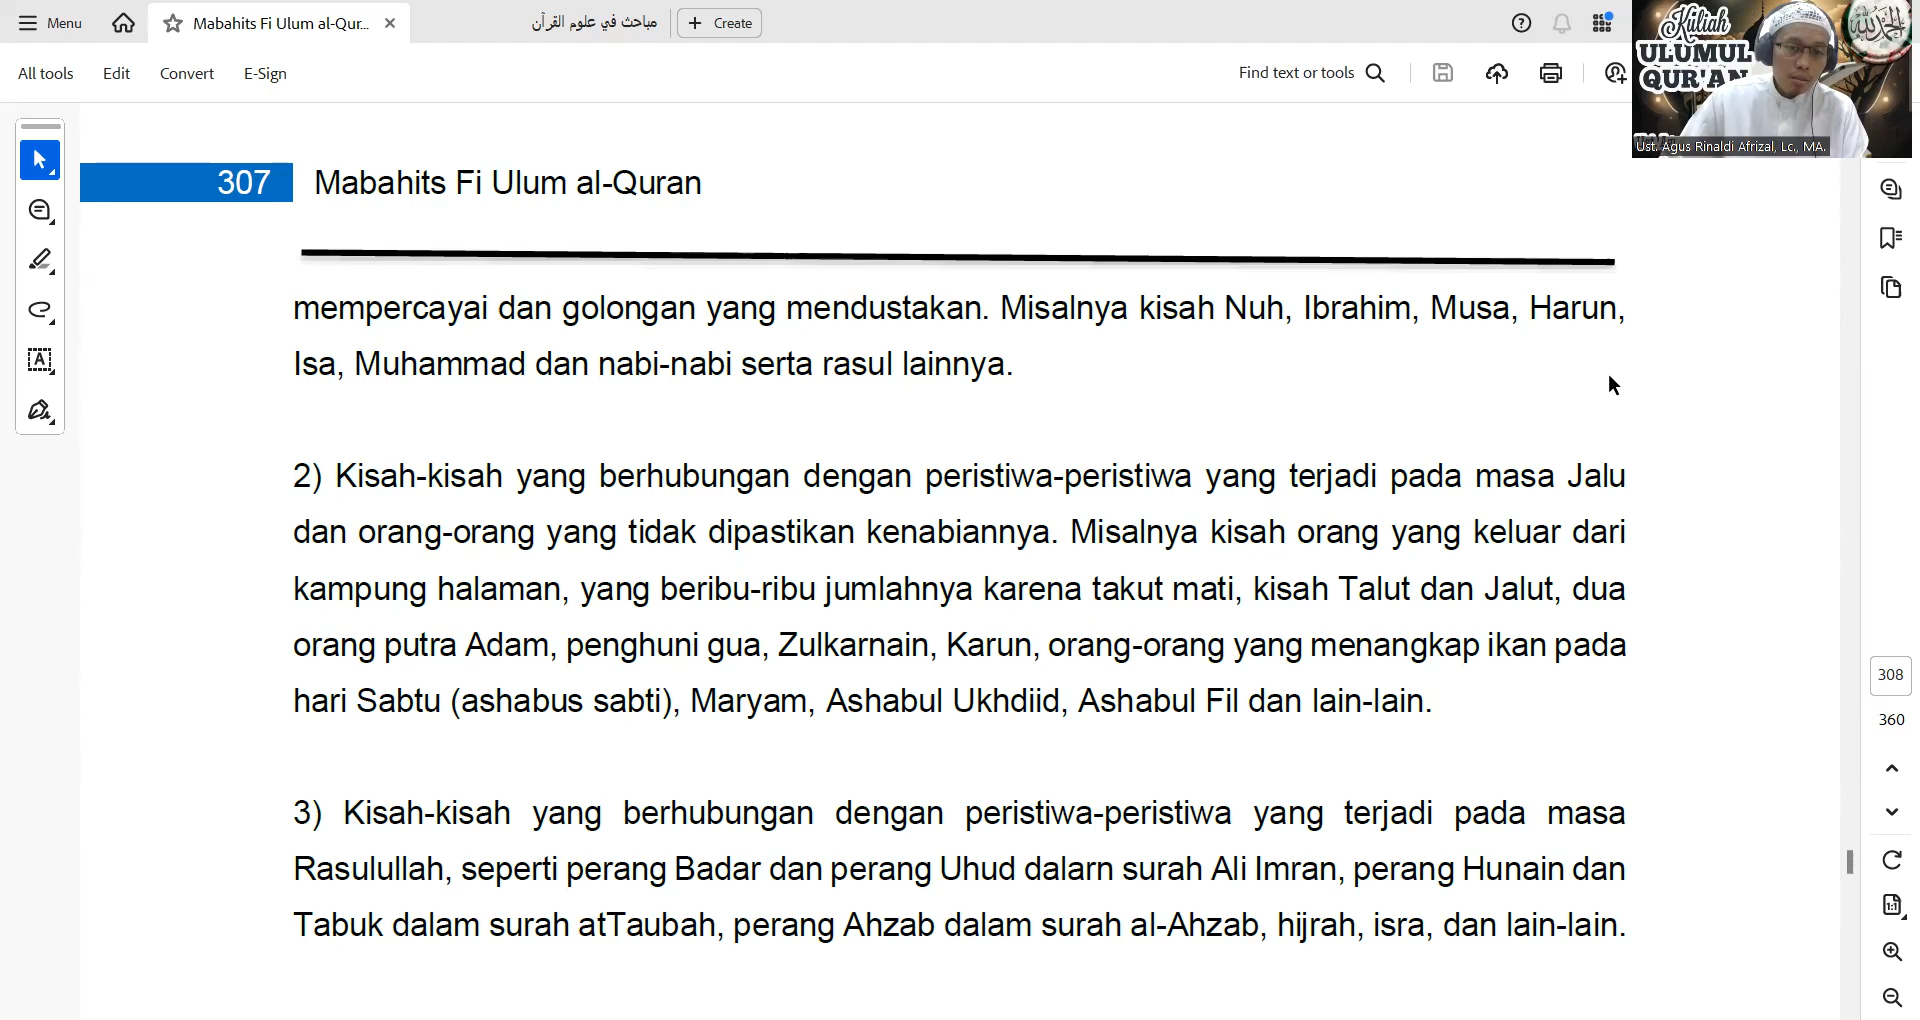 Menu
Mabahits Fi Ulum al-Qur...
مباحث في علوم القرآن
Create
All tools
Edit
Convert
E-Sign
Find text or tools
Kuliah
ULUMUL
QUR'AN
Ust. Agus Rinaldi Afrizal, Lc., MA.
307 Mabahits Fi Ulum al-Quran
mempercayai dan golongan yang mendustakan. Misalnya kisah Nuh, Ibrahim, Musa, Harun,
Isa, Muhammad dan nabi-nabi serta rasul lainnya.
2) Kisah-kisah yang berhubungan dengan peristiwa-peristiwa yang terjadi pada masa Jalu
dan orang-orang yang tidak dipastikan kenabiannya. Misalnya kisah orang yang keluar dari
kampung halaman, yang beribu-ribu jumlahnya karena takut mati, kisah Talut dan Jalut, dua
orang putra Adam, penghuni gua, Zulkarnain, Karun, orang-orang yang menangkap ikan pada
hari Sabtu (ashabus sabti), Maryam, Ashabul Ukhdiid, Ashabul Fil dan lain-lain.
3) Kisah-kisah yang berhubungan dengan peristiwa-peristiwa yang terjadi pada masa
Rasulullah, seperti perang Badar dan perang Uhud dalarn surah Ali Imran, perang Hunain dan
Tabuk dalam surah atTaubah, perang Ahzab dalam surah al-Ahzab, hijrah, isra, dan lain-lain.
308
360
1:1